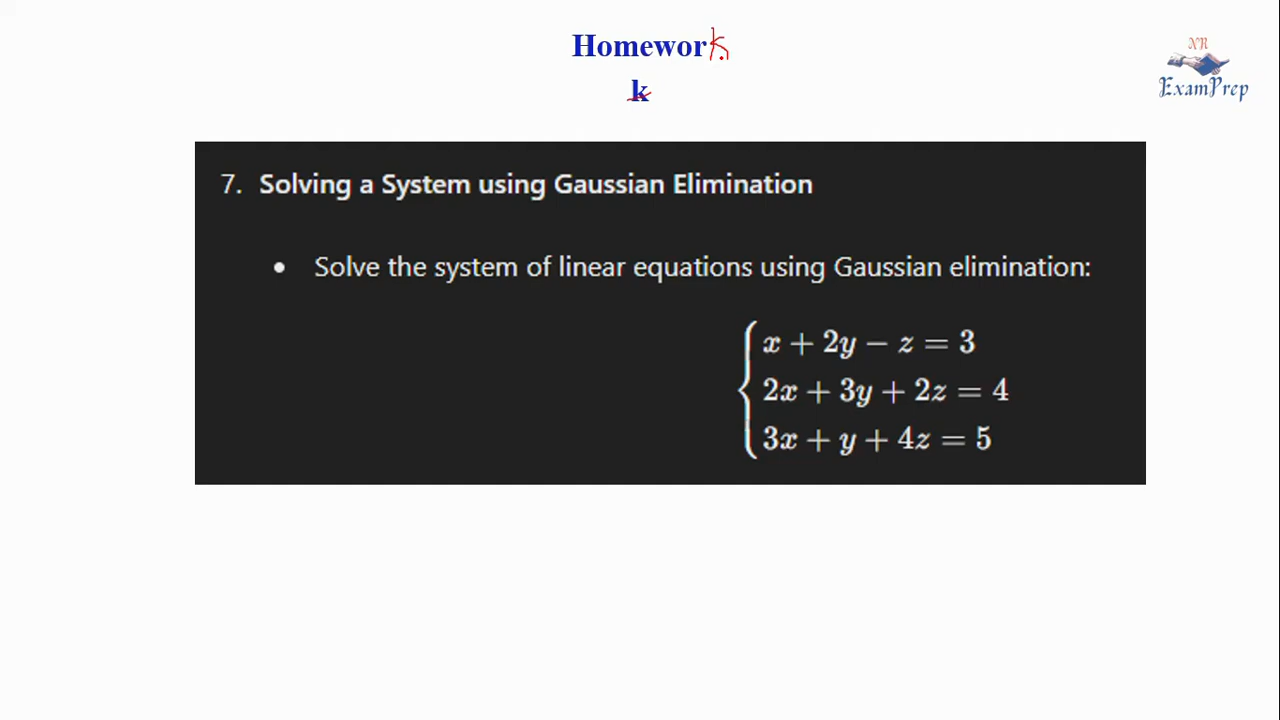 Homework
k
NR
ExamPrep
7. Solving a System using Gaussian Elimination
• Solve the system of linear equations using Gaussian elimination:
x + 2y − z = 3
2x + 3y + 2z = 4
3x + y + 4z = 5